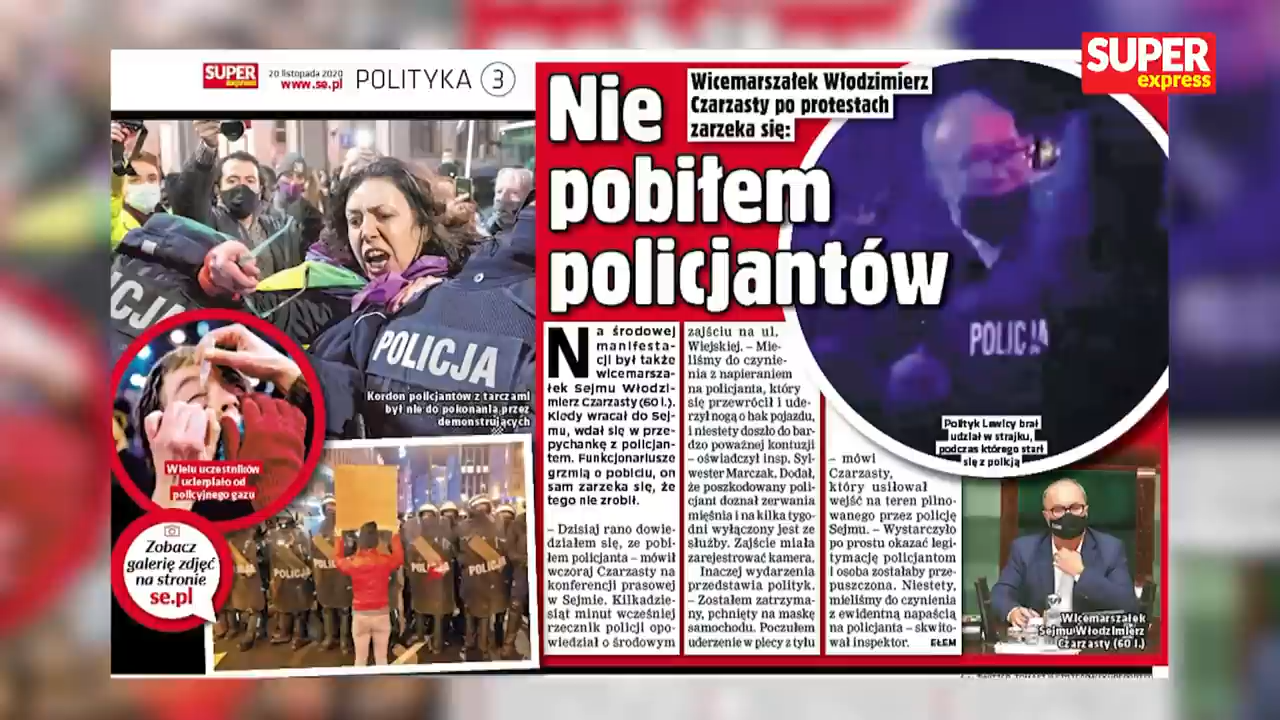 SUPER
express
SUPER
express
20 listopada 2020
www.se.pl
POLITYKA 3
Nie
pobiłem
policjantów
Wicemarszałek Włodzimierz
Czarzasty po protestach
zarzeka się:
POLICJA
ICJA
POLICJA
Kordon policjantów z tarczami
był nie do pokonania przez
demonstrujących
Wielu uczestników
ucierpiało od
policyjnego gazu
Zobacz
galerię zdjęć
na stronie
se.pl
POLICJA
POLICJA
POLICJA
Na środowej
manifesta-
cji był także
wicemarsza-
łek Sejmu Włodzi-
mierz Czarzasty (60 l.).
Kiedy wracał do Sej-
mu, wdał się w prze-
pychankę z policjan-
tem. Funkcjonariusze
grzmią o pobiciu, on
sam zarzeka się, że
tego nie zrobił.
– Dzisiaj rano dowie-
działem się, ze pobi-
łem policjanta – mówił
wczoraj Czarzasty na
konferencji prasowej
w Sejmie. Kilkadzie-
siąt minut wcześniej
rzecznik policji opo-
wiedział o środowym
zajściu na ul.
Wiejskiej. – Mie-
liśmy do czynie-
nia z napieraniem
na policjanta, który
się przewrócił i ude-
rzył nogą o hak pojazdu,
i niestety doszło do bar-
dzo poważnej kontuzji
– oświadczył insp. Syl-
wester Marczak. Dodał,
że poszkodowany poli-
cjant doznał zerwania
mięśnia i na kilka tygo-
dni wyłączony jest ze
służby. Zajście miała
zarejestrować kamera.
Inaczej wydarzenia
przedstawia polityk.
– Zostałem zatrzyma-
ny, pchnięty na maskę
samochodu. Poczułem
uderzenie w plecy z tyłu
– mówi
Czarzasty,
który usiłował
wejść na teren pilno-
wanego przez policję
Sejmu. – Wystarczyło
po prostu okazać legi-
tymację policjantom
i osoba zostałaby prze-
puszczona. Niestety,
mieliśmy do czynienia
z ewidentną napaścią
na policjanta – skwito-
wał inspektor. EŁEM
Polityk Lewicy brał
udział w strajku,
podczas którego starł
się z policją
Wicemarszałek
Sejmu Włodzimierz
Czarzasty (60 l.)